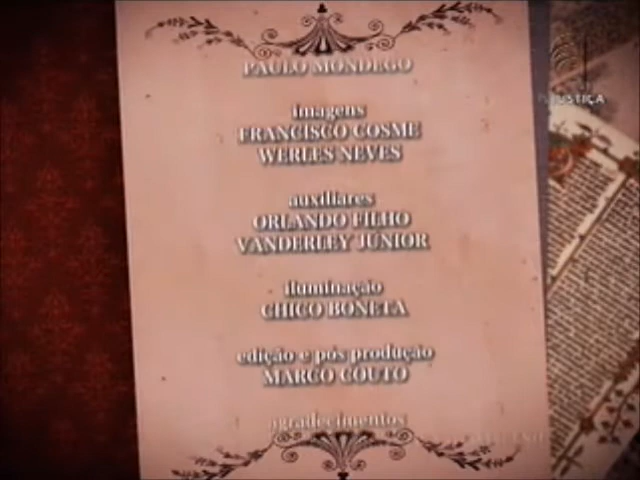 PAULO MONDEGO
imagens
FRANCISCO COSME
WERLES NEVES
auxiliares
ORLANDO FILHO
VANDERLEY JÚNIOR
iluminação
CHICO BONETA
edição e pós produção
MARCO COUTO
agradecimentos
JUSTIÇA